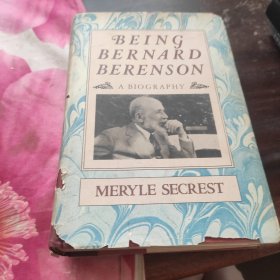 BEING
BERNARD
BERENSON
A BIOGRAPHY
MERYLE SECREST